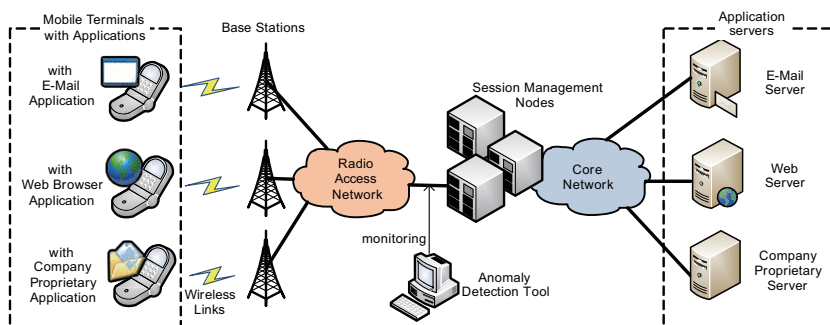 Mobile Terminals
with Applications
with
E-Mail
Application
with
Web Browser
Application
with
Company
Proprietary
Application
Base Stations
Wireless
Links
Radio
Access
Network
monitoring
Anomaly
Detection Tool
Session Management
Nodes
Core
Network
Application
servers
E-Mail
Server
Web
Server
Company
Proprietary
Server